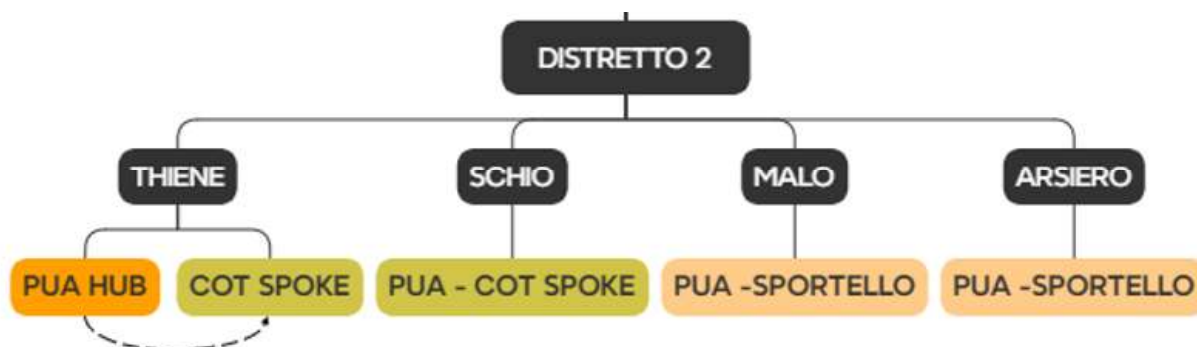 DISTRETTO 2
THIENE
SCHIO
MALO
ARSIERO
PUA HUB
COT SPOKE
PUA - COT SPOKE
PUA -SPORTELLO
PUA -SPORTELLO